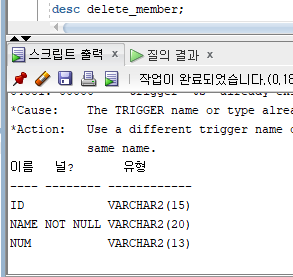 desc delete_member;
스크립트 출력 x 질의 결과 x
작업이 완료되었습니다.(0.18
*Cause: The TRIGGER name or type alrea
*Action: Use a different trigger name o
same name.
이름 널? 유형
---- -------- ------------
ID VARCHAR2(15)
NAME NOT NULL VARCHAR2(20)
NUM VARCHAR2(13)